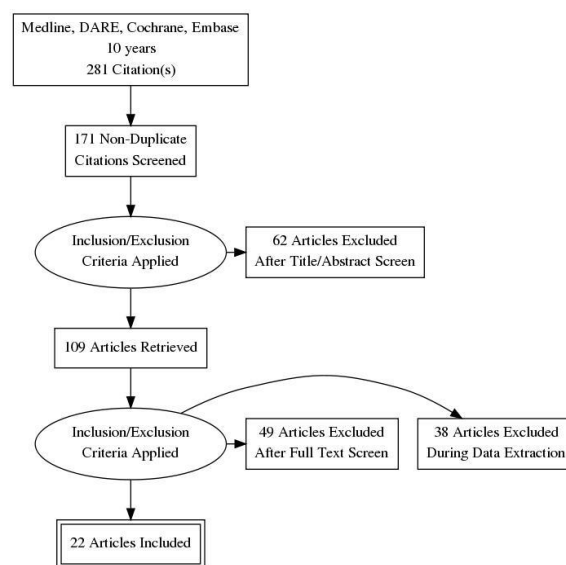 Medline, DARE, Cochrane, Embase
10 years
281 Citation(s)
171 Non-Duplicate
Citations Screened
Inclusion/Exclusion
Criteria Applied
62 Articles Excluded
After Title/Abstract Screen
109 Articles Retrieved
Inclusion/Exclusion
Criteria Applied
49 Articles Excluded
After Full Text Screen
38 Articles Excluded
During Data Extraction
22 Articles Included